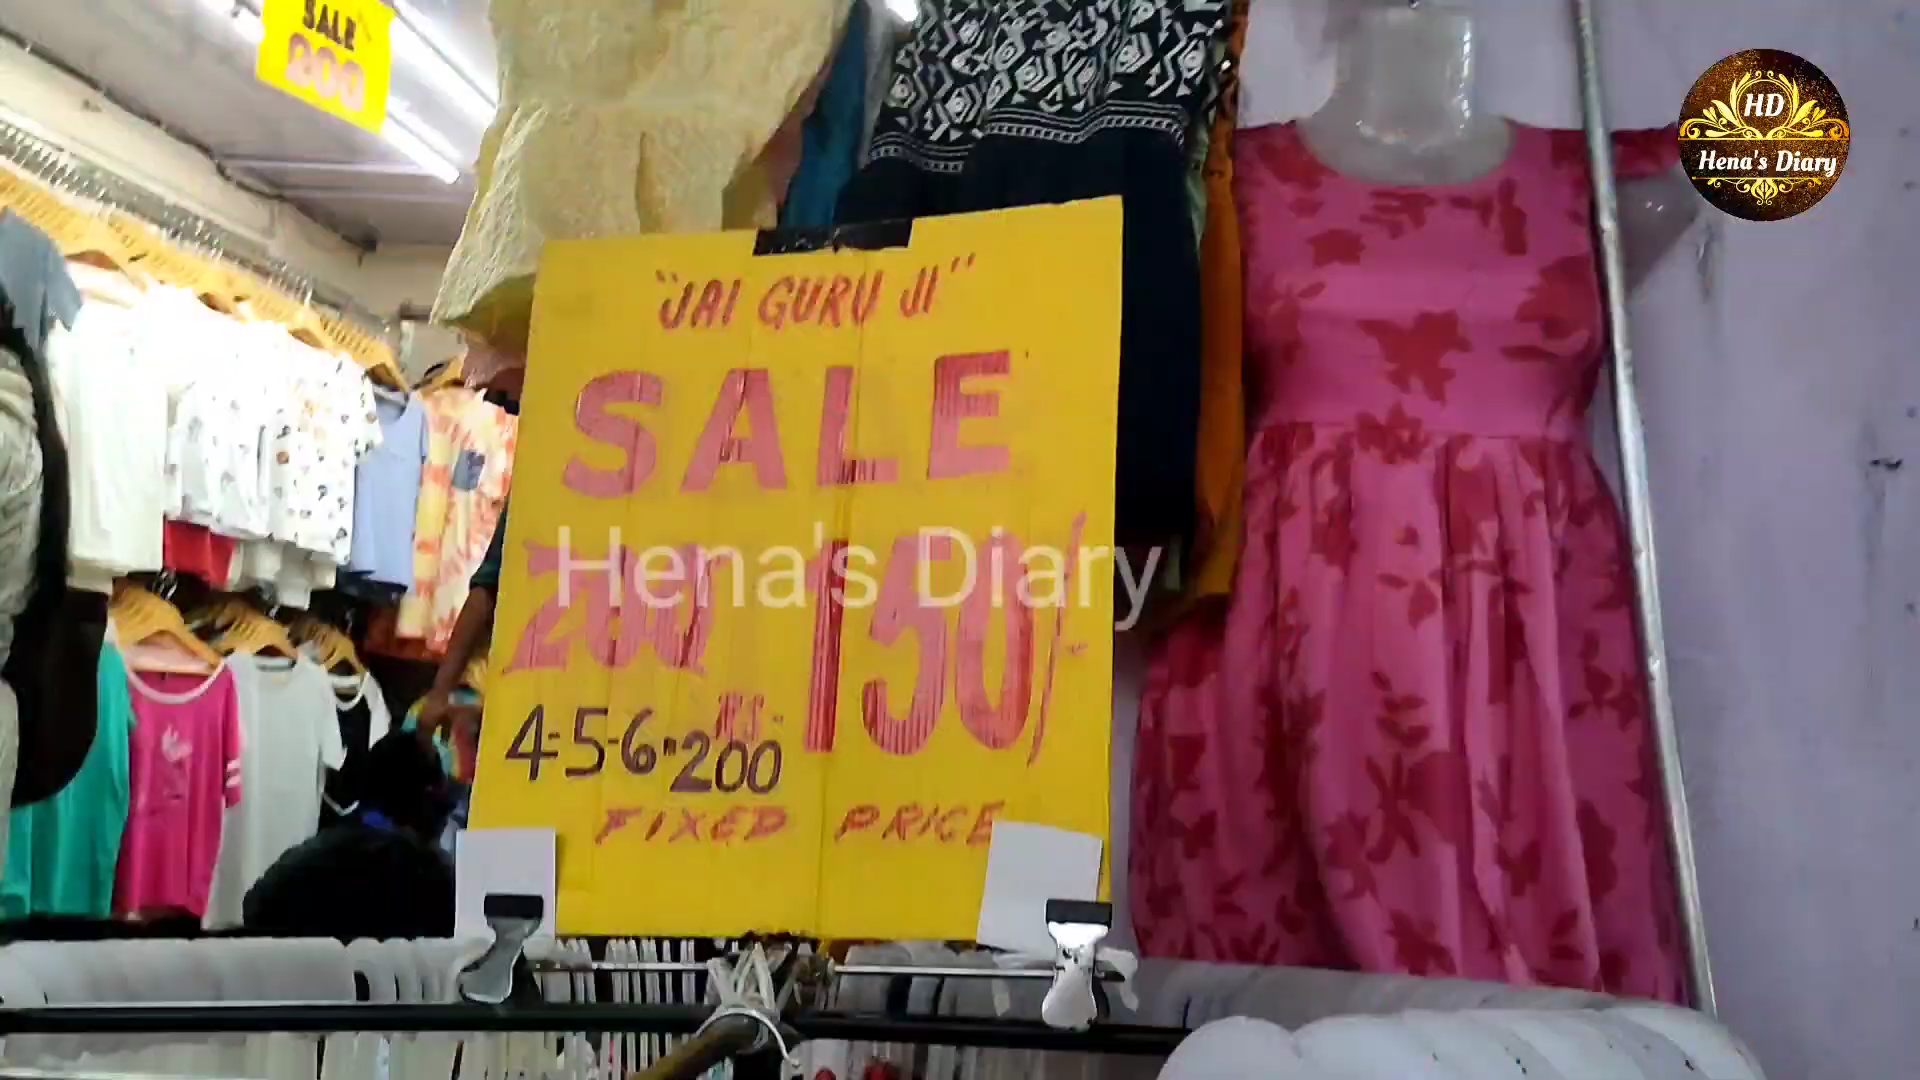 SALE
200
HD
Hena's Diary
"JAI GURU JI"
SALE
200 150/-
RS-
4-5-6-200
FIXED PRICE
Hena's Diary